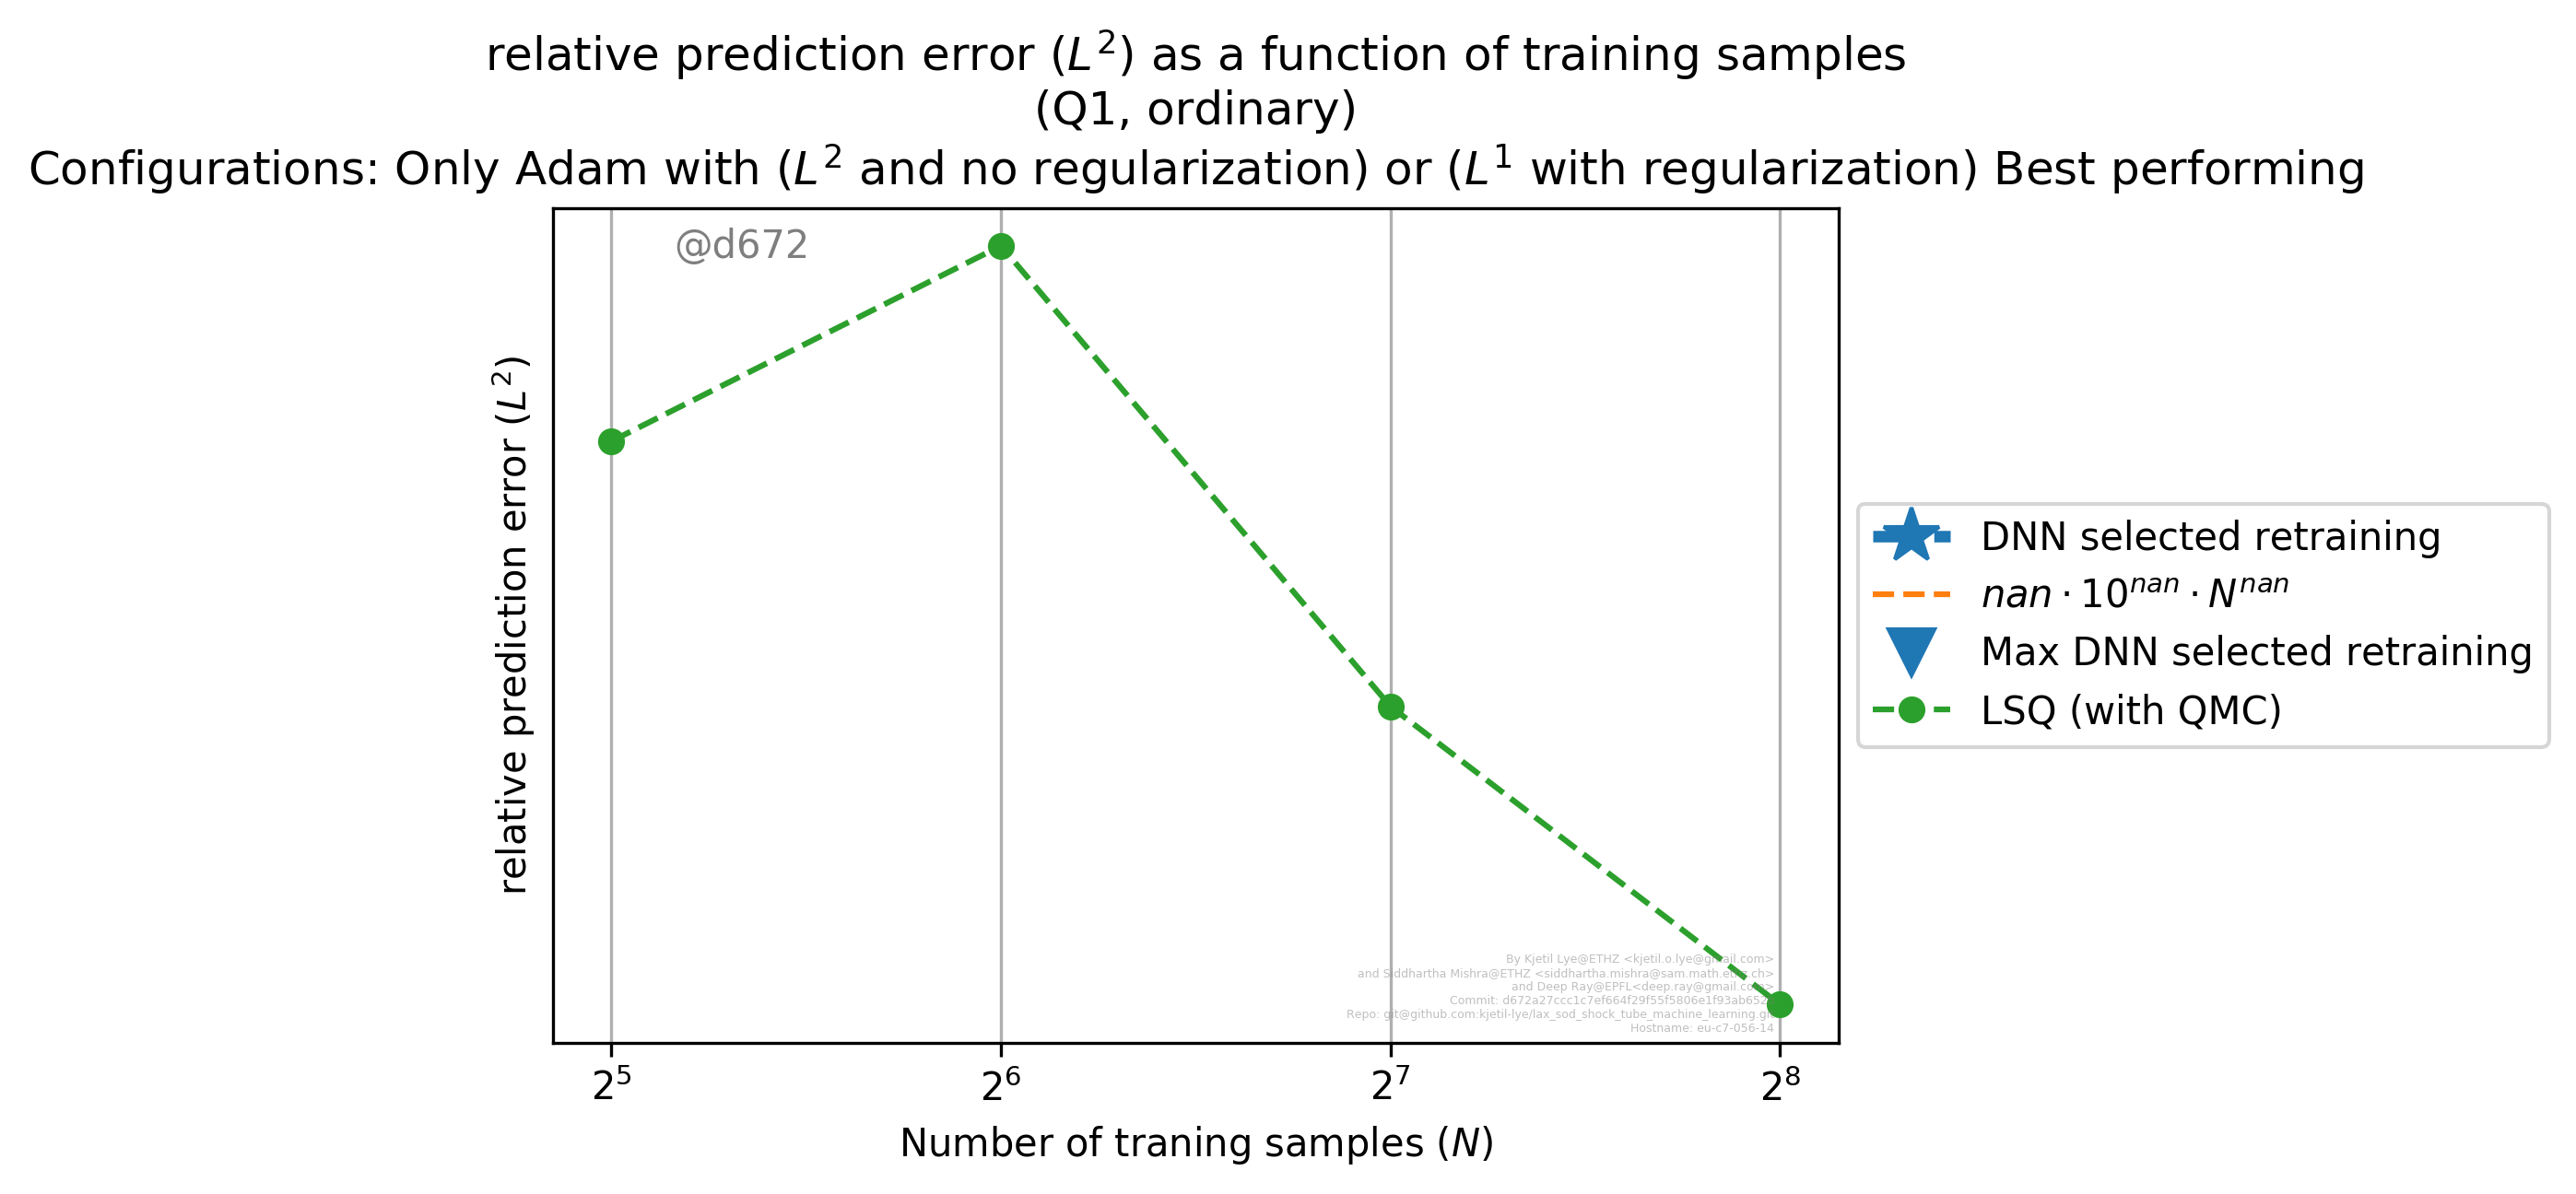 relative prediction error (L²) as a function of training samples
(Q1, ordinary)
Configurations: Only Adam with (L² and no regularization) or (L¹ with regularization) Best performing
@d672
relative prediction error (L²)
DNN selected retraining
nan · 10ⁿᵃⁿ · Nⁿᵃⁿ
Max DNN selected retraining
LSQ (with QMC)
By Kjetil Lye@ETHZ <kjetil.o.lye@gmail.com>
and Siddhartha Mishra@ETHZ <siddhartha.mishra@sam.math.ethz.ch>
and Deep Ray@EPFL<deep.ray@gmail.com>
Commit:
Repo: git@github.com:kjetil-lye/lax_sod_shock_tube_machine_learning.git
Hostname: eu-c7-056-14
2⁵ 2⁶ 2⁷ 2⁸
Number of traning samples (N)